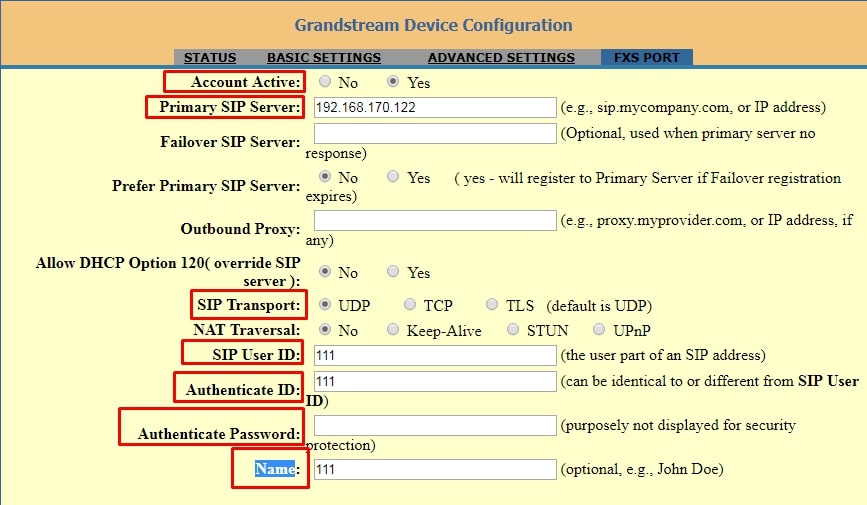 Grandstream Device Configuration
STATUS BASIC SETTINGS ADVANCED SETTINGS FXS PORT
Account Active: No Yes
Primary SIP Server: 192.168.170.122 (e.g., sip.mycompany.com, or IP address)
Failover SIP Server: (Optional, used when primary server no
response)
Prefer Primary SIP Server: No Yes ( yes - will register to Primary Server if Failover registration
expires)
Outbound Proxy: (e.g., proxy.myprovider.com, or IP address, if
any)
Allow DHCP Option 120( override SIP
server ): No Yes
SIP Transport: UDP TCP TLS (default is UDP)
NAT Traversal: No Keep-Alive STUN UPnP
SIP User ID: 111 (the user part of an SIP address)
Authenticate ID: 111 (can be identical to or different from SIP User
ID)
Authenticate Password: (purposely not displayed for security
protection)
Name: 111 (optional, e.g., John Doe)